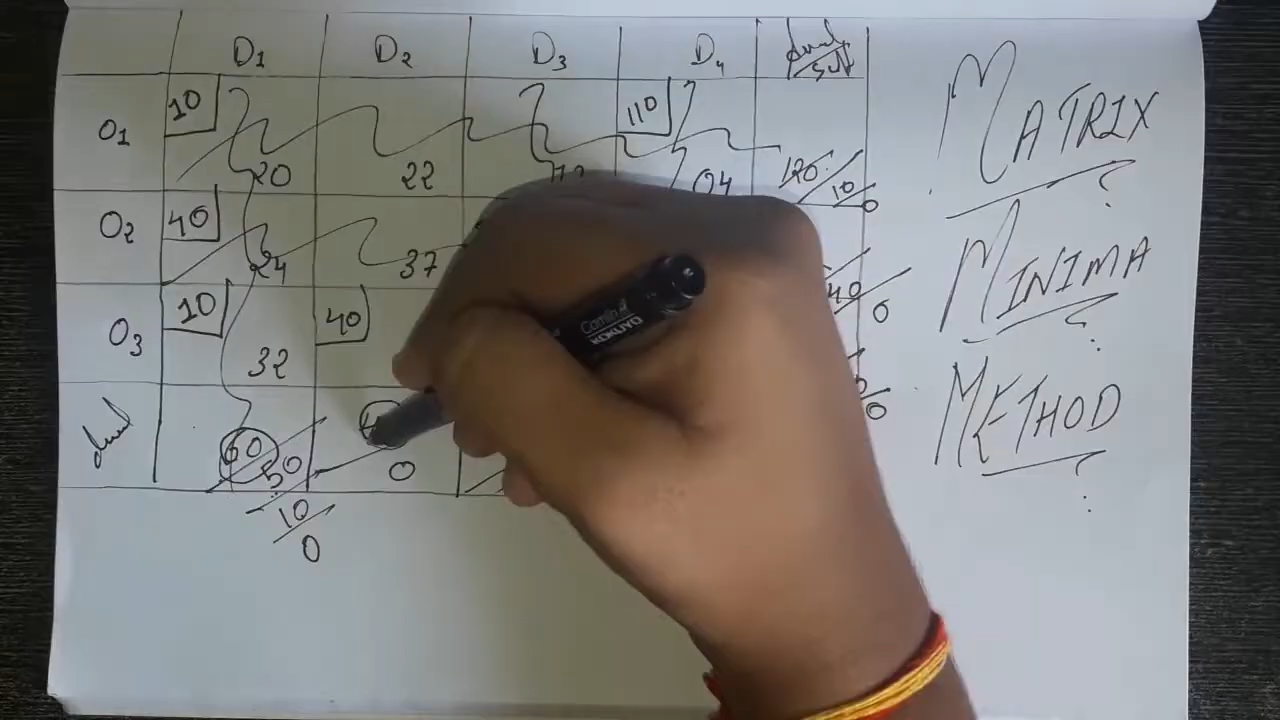 D1 D2 D3 D4
10 110
O1 20 22 04 120 10 0
40
O2 24 37 40 0
10 40
O3 32 0
60 50 0
10
0
MATRIX
MINIMA
METHOD
Camlin
KOKUYO